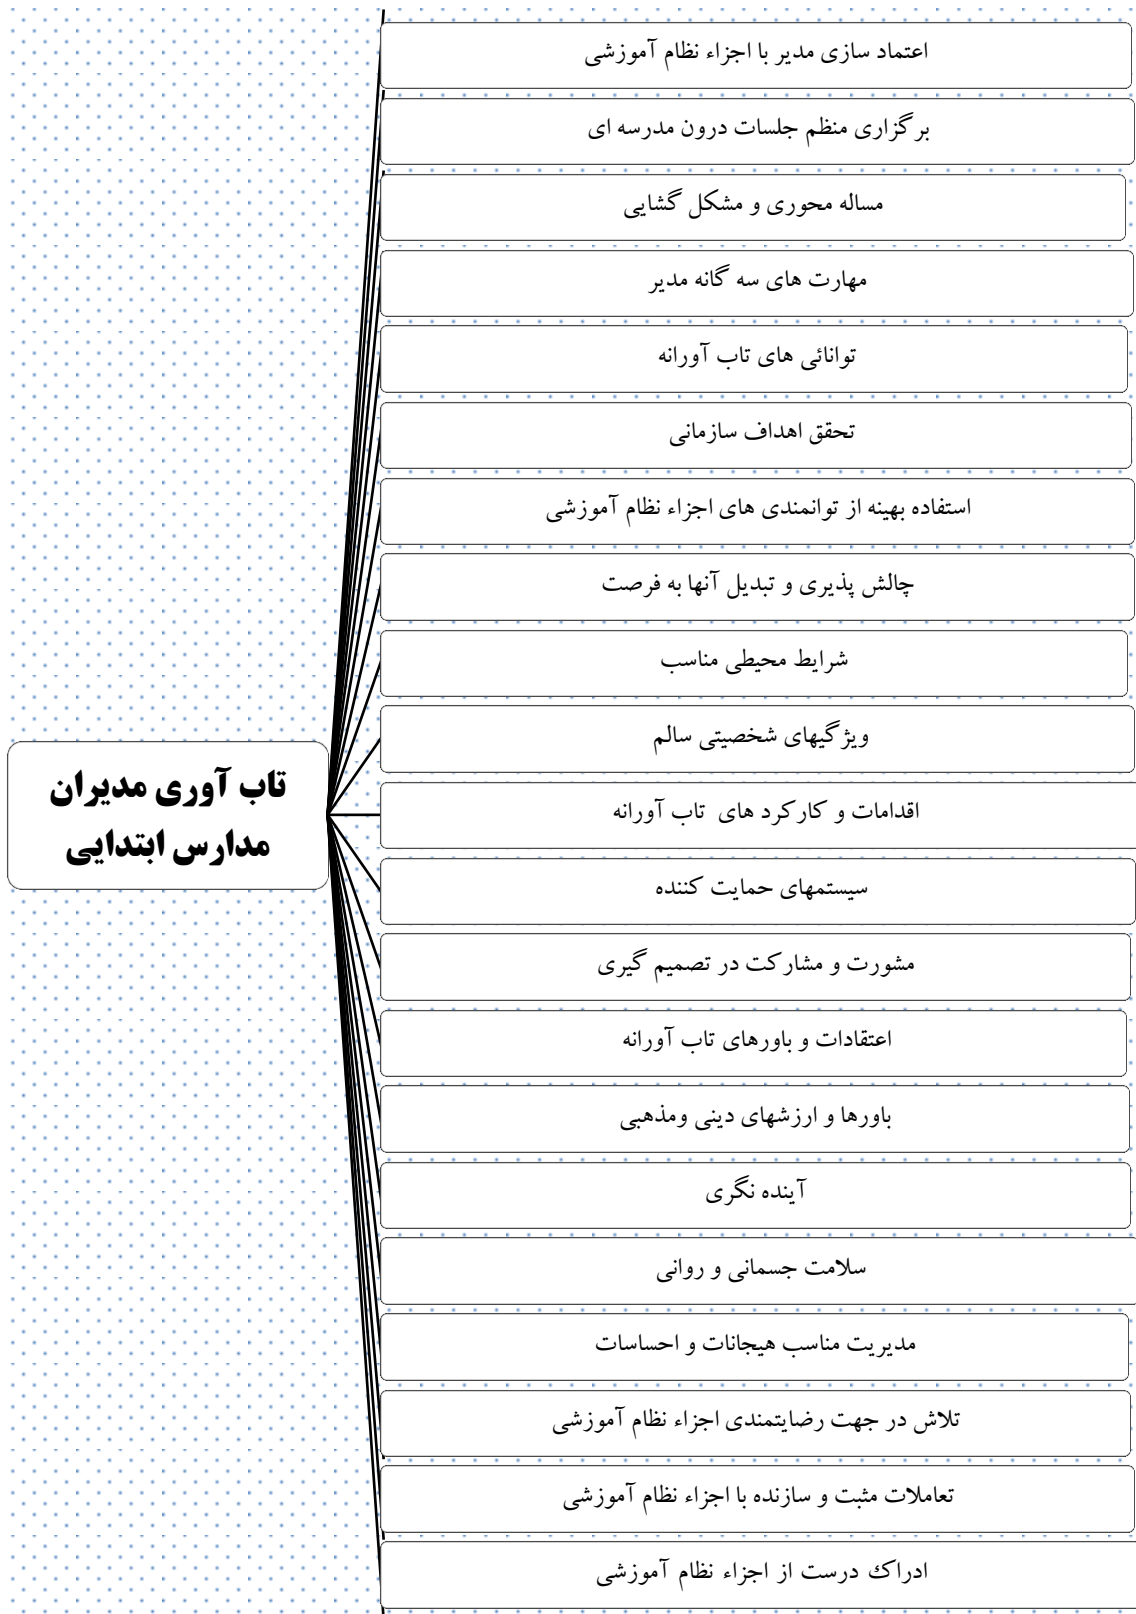 اعتماد سازی مدیر با اجزاء نظام آموزشی
برگزاری منظم جلسات درون مدرسه ای
مساله محوری و مشکل گشایی
مهارت های سه گانه مدیر
توانائی های تاب آورانه
تحقق اهداف سازمانی
استفاده بهینه از توانمندی های اجزاء نظام آموزشی
چالش پذیری و تبدیل آنها به فرصت
شرایط محیطی مناسب
ویژگیهای شخصیتی سالم
تاب آوری مدیران
مدارس ابتدایی
اقدامات و کارکرد های تاب آورانه
سیستمهای حمایت کننده
مشورت و مشارکت در تصمیم گیری
اعتقادات و باورهای تاب آورانه
باورها و ارزشهای دینی ومذهبی
آینده نگری
سلامت جسمانی و روانی
مدیریت مناسب هیجانات و احساسات
تلاش در جهت رضایتمندی اجزاء نظام آموزشی
تعاملات مثبت و سازنده با اجزاء نظام آموزشی
ادراک درست از اجزاء نظام آموزشی